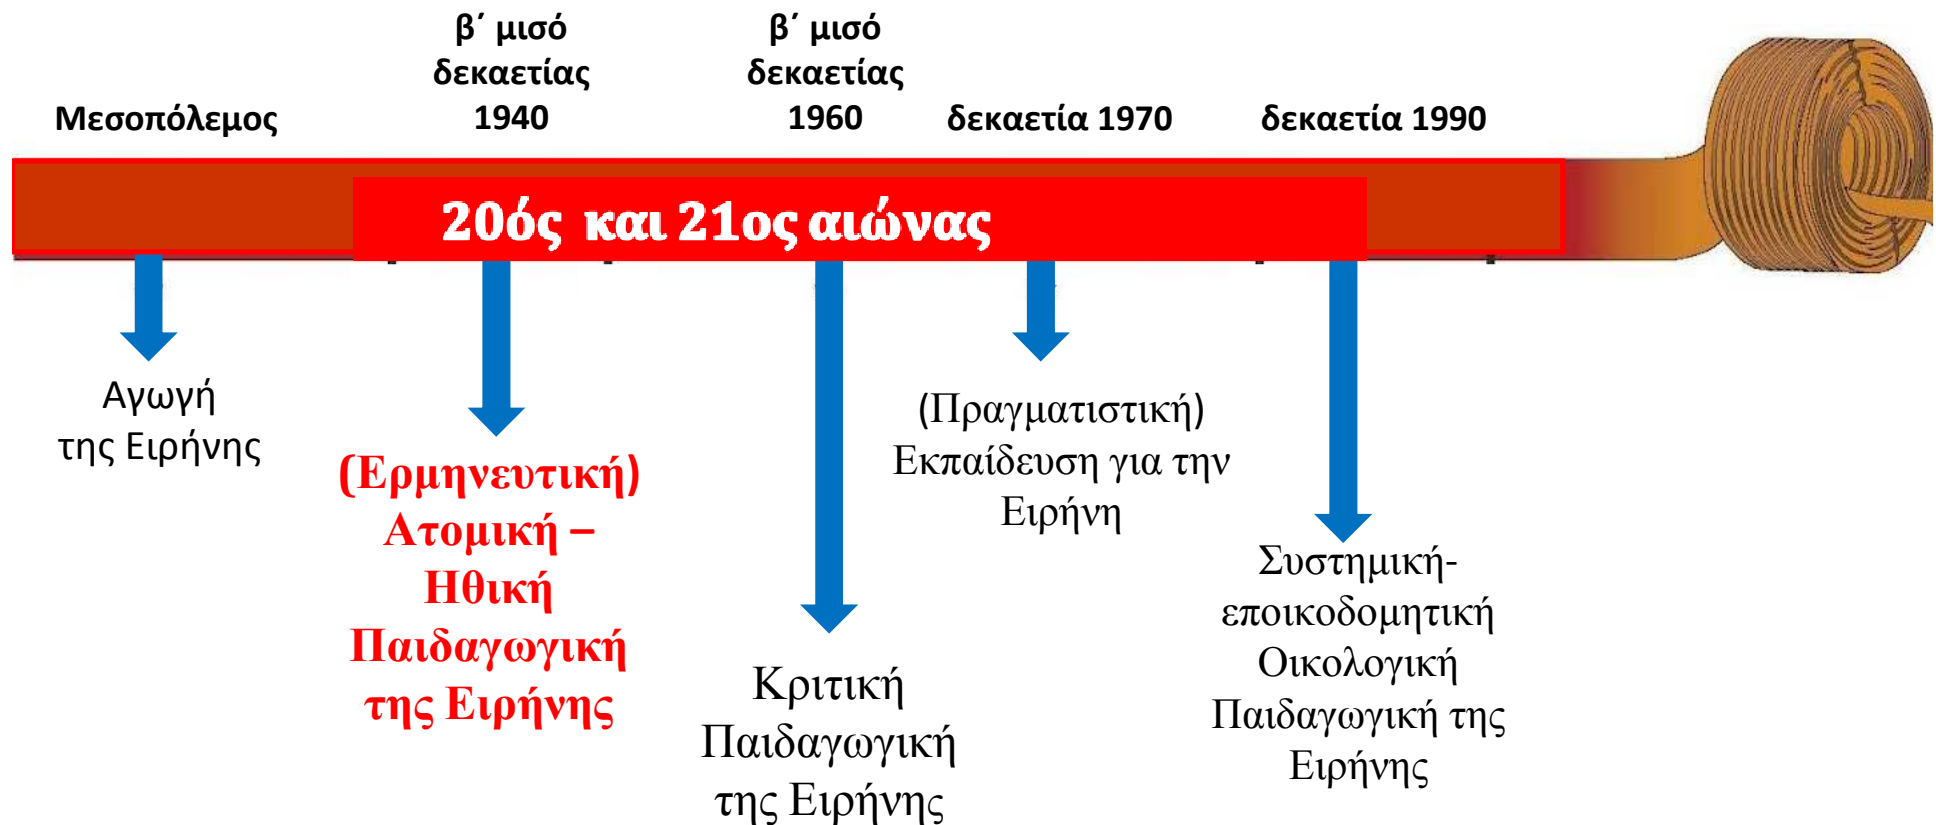 Μεσοπόλεμος
β΄ μισό
δεκαετίας
1940
β΄ μισό
δεκαετίας
1960
δεκαετία 1970
δεκαετία 1990
20ός και 21ος αιώνας
Αγωγή
της Ειρήνης
(Ερμηνευτική)
Ατομική –
Ηθική
Παιδαγωγική
της Ειρήνης
Κριτική
Παιδαγωγική
της Ειρήνης
(Πραγματιστική)
Εκπαίδευση για την
Ειρήνη
Συστημική-
εποικοδομητική
Οικολογική
Παιδαγωγική της
Ειρήνης